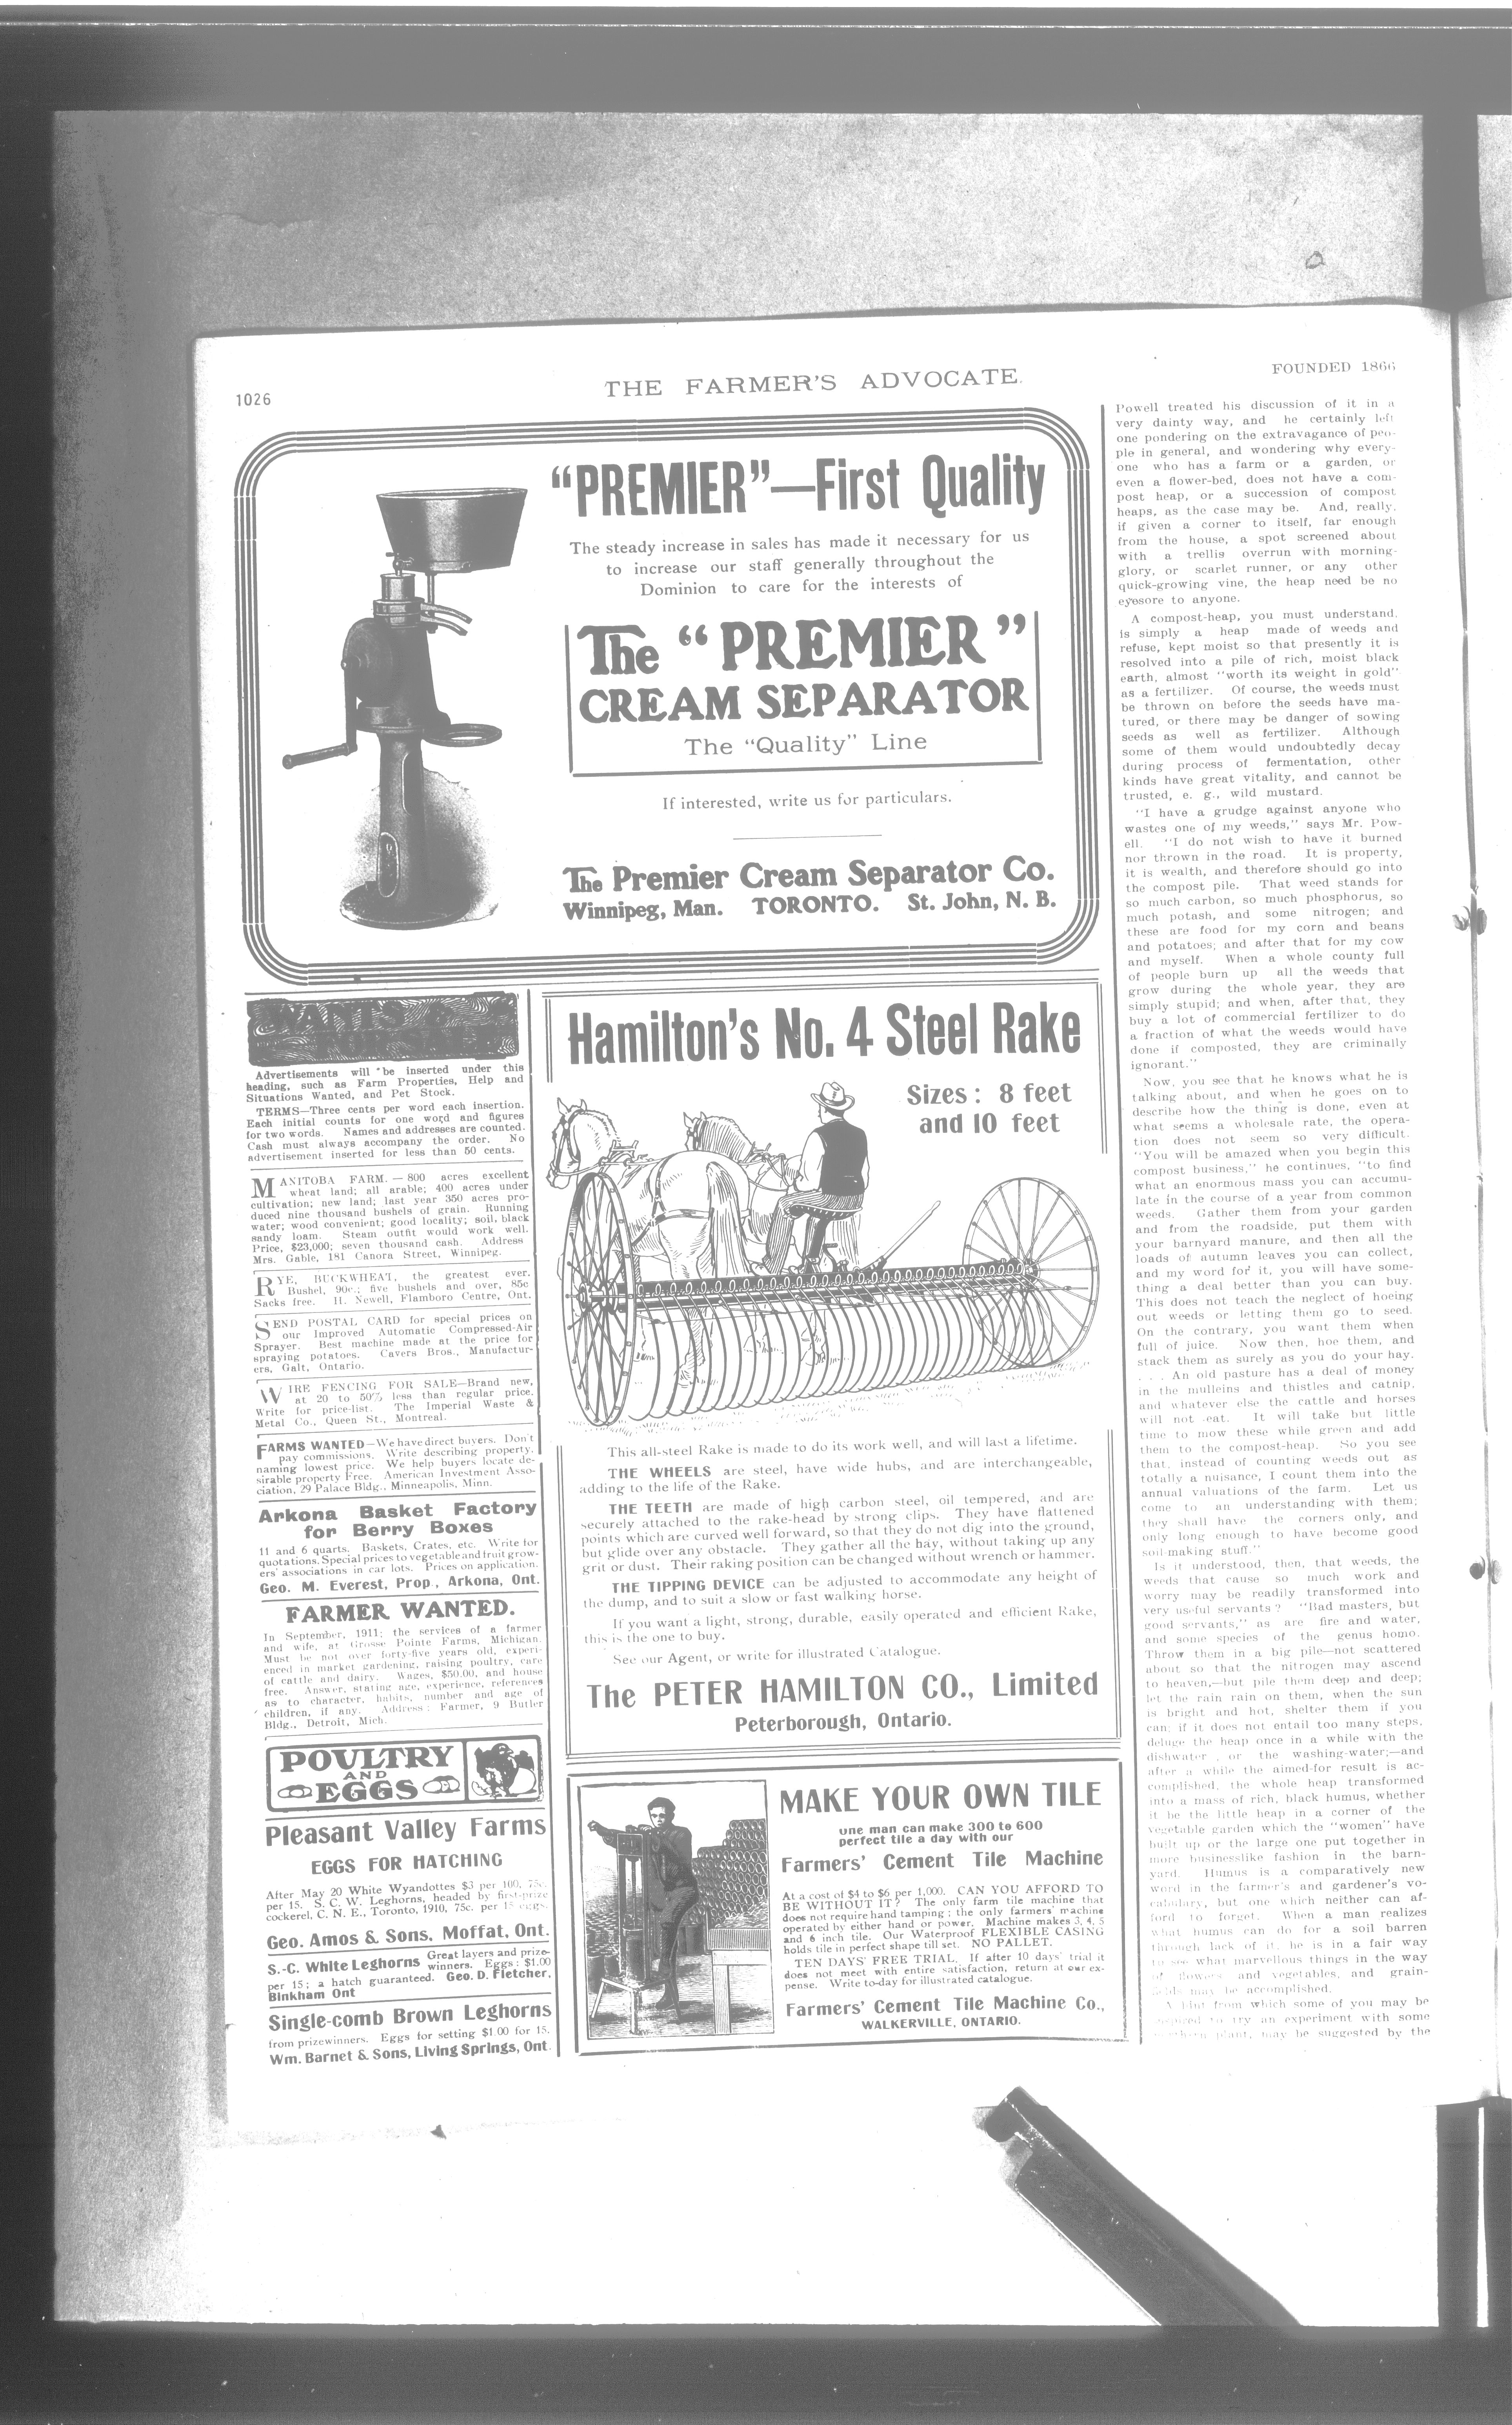 1026
THE FARMER'S ADVOCATE.
FOUNDED 1866
"PREMIER"—First Quality
The steady increase in sales has made it necessary for us
to increase our staff generally throughout the
Dominion to care for the interests of
The "PREMIER"
CREAM SEPARATOR
The "Quality" Line
If interested, write us for particulars.
The Premier Cream Separator Co.
Winnipeg, Man. TORONTO. St. John, N. B.
WANTS &
FOR SALE
Advertisements will be inserted under this
heading, such as Farm Properties, Help and
Situations Wanted, and Pet Stock.
TERMS—Three cents per word each insertion.
Each initial counts for one word and figures
for two words. Names and addresses are counted.
Cash must always accompany the order. No
advertisement inserted for less than 50 cents.
MANITOBA FARM.—800 acres excellent
wheat land; all arable; 400 acres under
cultivation; new land; last year 350 acres pro-
duced nine thousand bushels of grain. Running
water; wood convenient; good locality; soil, black
sandy loam. Steam outfit would work well.
Price, $23,000; seven thousand cash. Address
Mrs. Gable, 181 Canora Street, Winnipeg.
RYE, BUCKWHEAT, the greatest ever.
Bushel, 90c.; five bushels and over, 85c
Sacks free. H. Newell, Flamboro Centre, Ont.
SEND POSTAL CARD for special prices on
our Improved Automatic Compressed-Air
Sprayer. Best machine made at the price for
spraying potatoes. Cavers Bros., Manufactur-
ers, Galt, Ontario.
WIRE FENCING FOR SALE—Brand new,
at 20 to 50% less than regular price.
Write for price-list. The Imperial Waste &
Metal Co., Queen St., Montreal.
FARMS WANTED—We have direct buyers. Don't
pay commissions. Write describing property,
naming lowest price. We help buyers locate de-
sirable property Free. American Investment Asso-
ciation, 29 Palace Bldg., Minneapolis, Minn.
Arkona Basket Factory
for Berry Boxes
11 and 6 quarts. Baskets, Crates, etc. Write for
quotations. Special prices to vegetable and fruit grow-
ers' associations in car lots. Prices on application.
Geo. M. Everest, Prop., Arkona, Ont.
FARMER WANTED.
In September, 1911; the services of a farmer
and wife, at Grosse Pointe Farms, Michigan.
Must be not over forty-five years old, experi-
enced in market gardening, raising poultry, care
of cattle and dairy. Wages, $50.00, and house
free. Answer, stating age, experience, references
as to character, habits, number and age of
children, if any. Address: Farmer, 9 Butler
Bldg., Detroit, Mich.
POULTRY
AND
EGGS
Pleasant Valley Farms
EGGS FOR HATCHING
After May 20 White Wyandottes $3 per 100, 75c.
per 15. S. C. W. Leghorns, headed by first-prize
cockerel, C. N. E., Toronto, 1910, 75c. per 15 eggs.
Geo. Amos & Sons, Moffat, Ont.
S.-C. White Leghorns Great layers and prize-
winners. Eggs: $1.00
per 15; a hatch guaranteed. Geo. D. Fletcher,
Binkham Ont
Single-comb Brown Leghorns
from prizewinners. Eggs for setting $1.00 for 15.
Wm. Barnet & Sons, Living Springs, Ont.
Hamilton's No. 4 Steel Rake
Sizes: 8 feet
and 10 feet
This all-steel Rake is made to do its work well, and will last a lifetime.
THE WHEELS are steel, have wide hubs, and are interchangeable,
adding to the life of the Rake.
THE TEETH are made of high carbon steel, oil tempered, and are
securely attached to the rake-head by strong clips. They have flattened
points which are curved well forward, so that they do not dig into the ground,
but glide over any obstacle. They gather all the hay, without taking up any
grit or dust. Their raking position can be changed without wrench or hammer.
THE TIPPING DEVICE can be adjusted to accommodate any height of
the dump, and to suit a slow or fast walking horse.
If you want a light, strong, durable, easily operated and efficient Rake,
this is the one to buy.
See our Agent, or write for illustrated Catalogue.
The PETER HAMILTON CO., Limited
Peterborough, Ontario.
MAKE YOUR OWN TILE
One man can make 300 to 600
perfect tile a day with our
Farmers' Cement Tile Machine
At a cost of $4 to $6 per 1,000. CAN YOU AFFORD TO
BE WITHOUT IT? The only farm tile machine that
does not require hand tamping; the only farmers' machine
operated by either hand or power. Machine makes 3, 4, 5
and 6 inch tile. Our Waterproof FLEXIBLE CASING
holds tile in perfect shape till set. NO PALLET.
TEN DAYS' FREE TRIAL. If after 10 days' trial it
does not meet with entire satisfaction, return at our ex-
pense. Write to-day for illustrated catalogue.
Farmers' Cement Tile Machine Co.,
WALKERVILLE, ONTARIO.
Powell treated his discussion of it in a
very dainty way, and he certainly left
one pondering on the extravagance of peo-
ple in general, and wondering why every-
one who has a farm or a garden, or
even a flower-bed, does not have a com-
post heap, or a succession of compost
heaps, as the case may be. And, really,
if given a corner to itself, far enough
from the house, a spot screened about
with a trellis overrun with morning-
glory, or scarlet runner, or any other
quick-growing vine, the heap need be no
eyesore to anyone.
A compost-heap, you must understand,
is simply a heap made of weeds and
refuse, kept moist so that presently it is
resolved into a pile of rich, moist black
earth, almost "worth its weight in gold"
as a fertilizer. Of course, the weeds must
be thrown on before the seeds have ma-
tured, or there may be danger of sowing
seeds as well as fertilizer. Although
some of them would undoubtedly decay
during process of fermentation, other
kinds have great vitality, and cannot be
trusted, e. g., wild mustard.
"I have a grudge against anyone who
wastes one of my weeds," says Mr. Pow-
ell. "I do not wish to have it burned
nor thrown in the road. It is property,
it is wealth, and therefore should go into
the compost pile. That weed stands for
so much carbon, so much phosphorus, so
much potash, and some nitrogen; and
these are food for my corn and beans
and potatoes; and after that for my cow
and myself. When a whole county full
of people burn up all the weeds that
grow during the whole year, they are
simply stupid; and when, after that, they
buy a lot of commercial fertilizer to do
a fraction of what the weeds would have
done if composted, they are criminally
ignorant."
Now, you see that he knows what he is
talking about, and when he goes on to
describe how the thing is done, even at
what seems a wholesale rate, the opera-
tion does not seem so very difficult.
"You will be amazed when you begin this
compost business," he continues, "to find
what an enormous mass you can accumu-
late in the course of a year from common
weeds. Gather them from your garden
and from the roadside, put them with
your barnyard manure, and then all the
loads of autumn leaves you can collect,
and my word for it, you will have some-
thing a deal better than you can buy.
This does not teach the neglect of hoeing
out weeds or letting them go to seed.
On the contrary, you want them when
full of juice. Now then, hoe them, and
stack them as surely as you do your hay.
. . . An old pasture has a deal of money
in the mulleins and thistles and catnip,
and whatever else the cattle and horses
will not eat. It will take but little
time to mow these while green and add
them to the compost-heap. So you see
that, instead of counting weeds out as
totally a nuisance, I count them into the
annual valuations of the farm. Let us
come to an understanding with them;
they shall have the corners only, and
only long enough to have become good
soil-making stuff."
Is it understood, then, that weeds, the
weeds that cause so much work and
worry may be readily transformed into
very useful servants? "Bad masters, but
good servants," as are fire and water,
and some species of the genus homo.
Throw them in a big pile—not scattered
about so that the nitrogen may ascend
to heaven,—but pile them deep and deep;
let the rain rain on them, when the sun
is bright and hot, shelter them if you
can; if it does not entail too many steps,
deluge the heap once in a while with the
dishwater, or the washing-water;—and
after a while the aimed-for result is ac-
complished, the whole heap transformed
into a mass of rich, black humus, whether
it be the little heap in a corner of the
vegetable garden which the "women" have
built up or the large one put together in
more businesslike fashion in the barn-
yard. Humus is a comparatively new
word in the farmer's and gardener's vo-
cabulary, but one which neither can af-
ford to forget. When a man realizes
what humus can do for a soil barren
through lack of it, he is in a fair way
to see what marvellous things in the way
of flowers and vegetables, and grain-
fields may be accomplished.
A hint from which some of you may be
inspired to try an experiment with some
plant, may be suggested by the